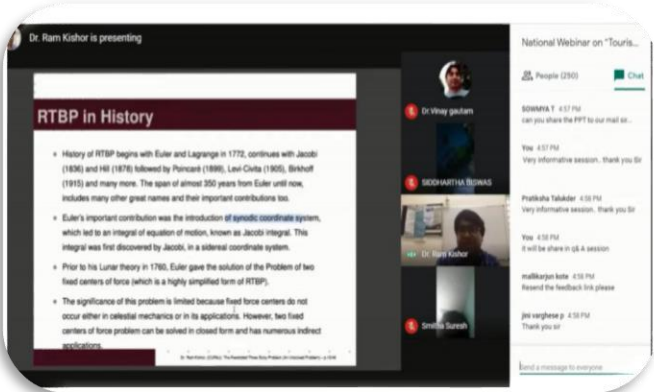 Dr. Ram Kishor is presenting
RTBP in History
History of RTBP begins with Euler and Lagrange in 1772, continues with Jacobi
(1836) and Hill (1878) followed by Poincaré (1899), Levi-Civita (1905), Birkhoff
(1915) and many more. The span of almost 350 years from Euler until now,
includes many other great names and their important contributions too.
Euler's important contribution was the introduction of synodic coordinate system,
which led to an integral of equation of motion, known as Jacobi integral. This
integral was first discovered by Jacobi, in a sidereal coordinate system.
Prior to his Lunar theory in 1760, Euler gave the solution of the Problem of two
fixed centers of force (which is a highly simplified form of RTBP).
The significance of this problem is limited because fixed force centers do not
occur either in celestial mechanics or in its applications. However, two fixed
centers of force problem can be solved in closed form and has numerous indirect
applications.
Dr.Vinay gautam
SIDDHARTHA BISWAS
Dr. Ram Kishor
Smitha Suresh
National Webinar on "Touris...
People (290)
Chat
SOWMYA T 4:57 PM
can you share the PPT to our mail sir..
You 4:57 PM
Very informative session.. thank you Sir
Pratiksha Talukder 4:58 PM
Very informative session.. thank you Sir
You 4:58 PM
It will be share in q& A session
mallikarjun kote 4:58 PM
Resend the feedback link please
jini varghese p 4:58 PM
Thank you sir
Send a message to everyone